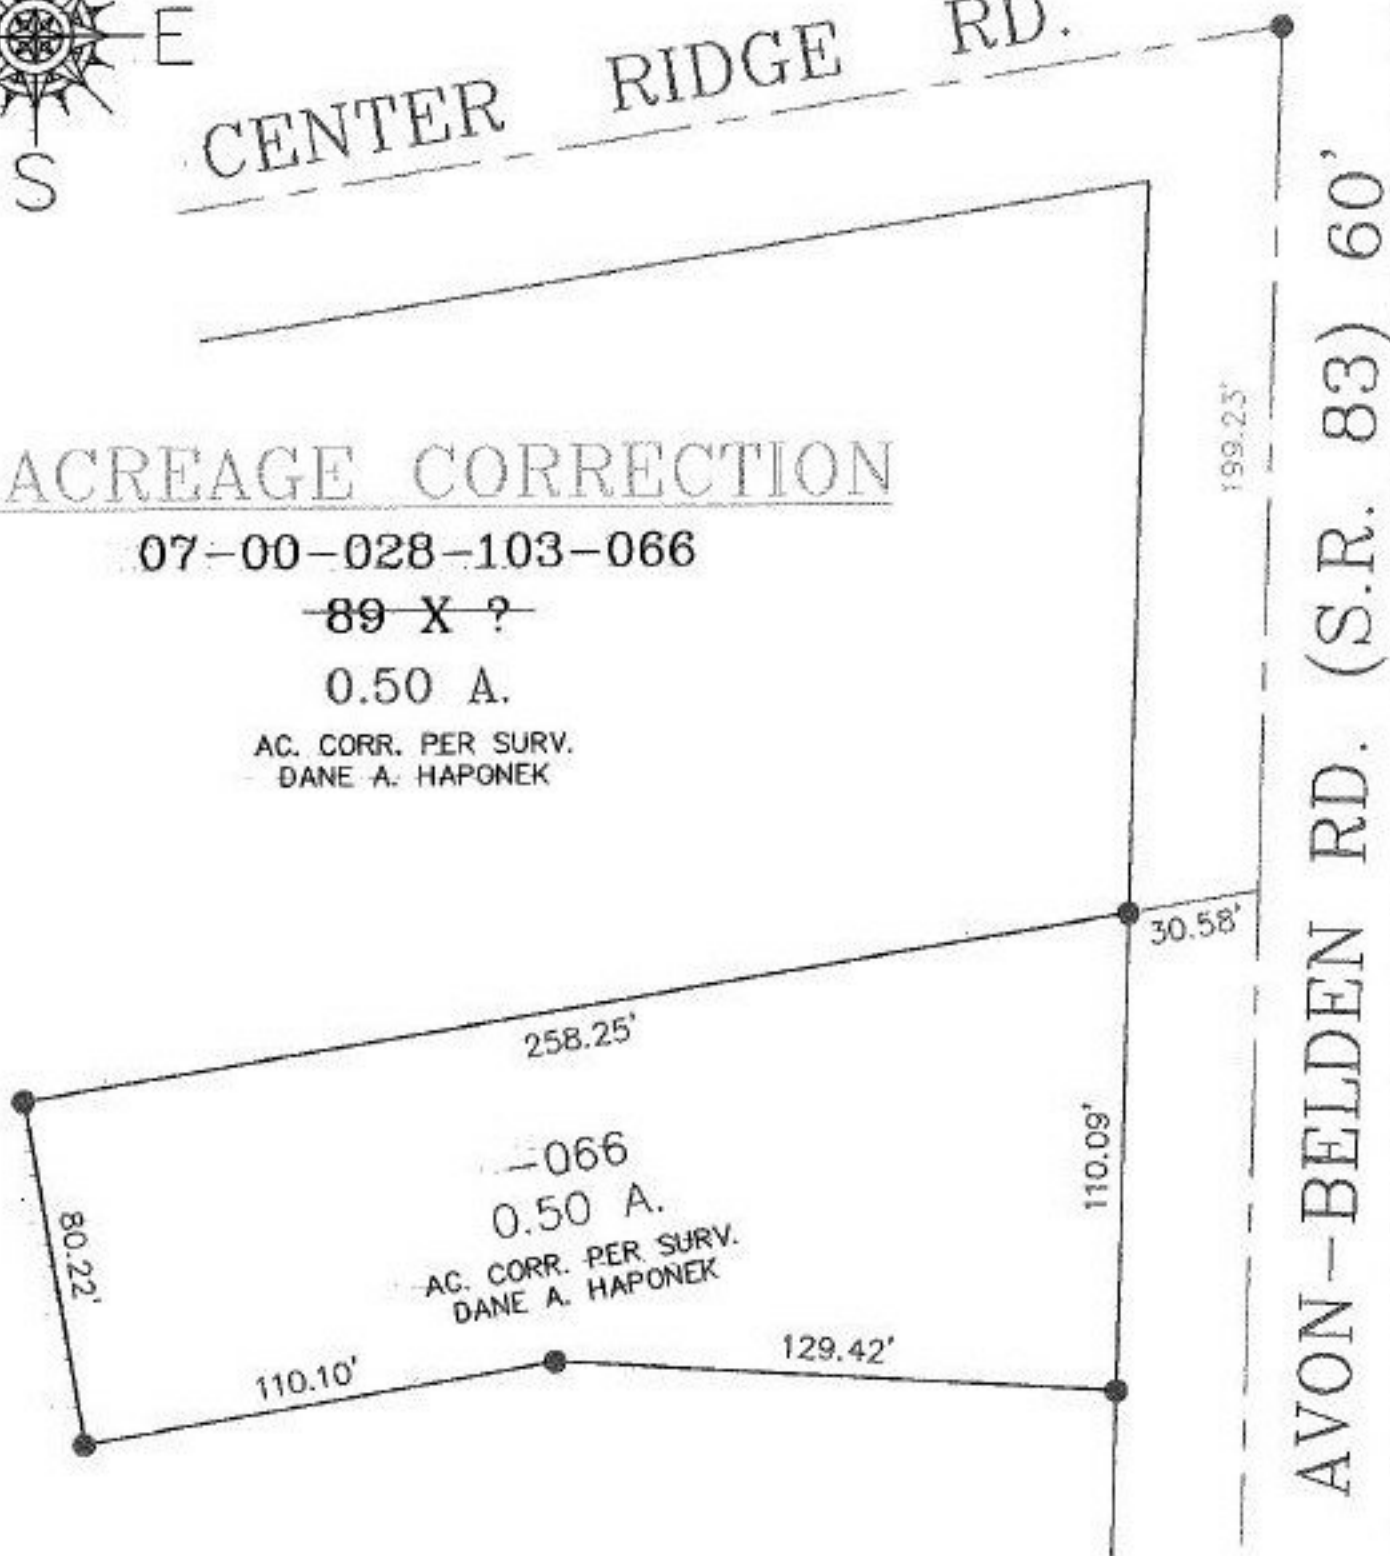 E
S
CENTER RIDGE RD.
AVON-BELDEN RD. (S.R. 83) 60'
199.23'
ACREAGE CORRECTION
07-00-028-103-066
89 X ?
0.50 A.
AC. CORR. PER SURV.
DANE A. HAPONEK
30.58'
258.25'
110.09'
80.22'
-066
0.50 A.
AC. CORR. PER SURV.
DANE A. HAPONEK
110.10'
129.42'